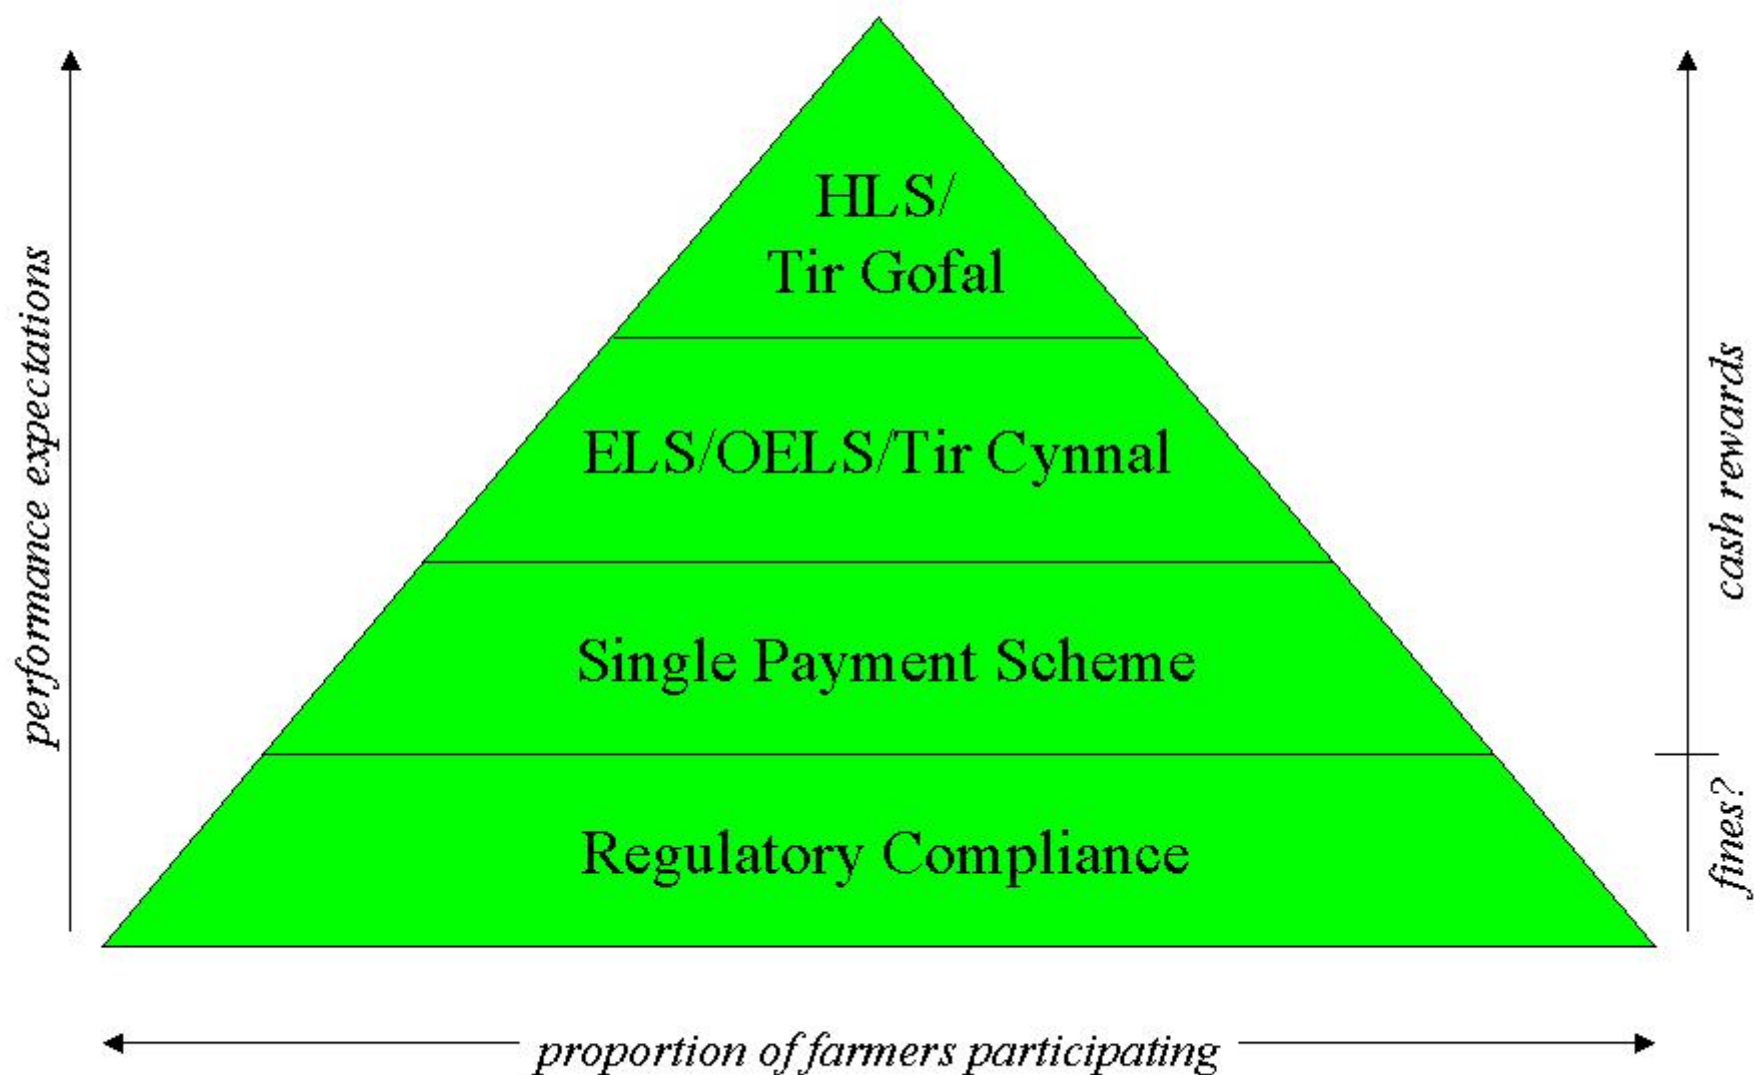 HLS/
Tir Gofal
ELS/OELS/Tir Cynnal
Single Payment Scheme
Regulatory Compliance
performance expectations
cash rewards
fines?
proportion of farmers participating